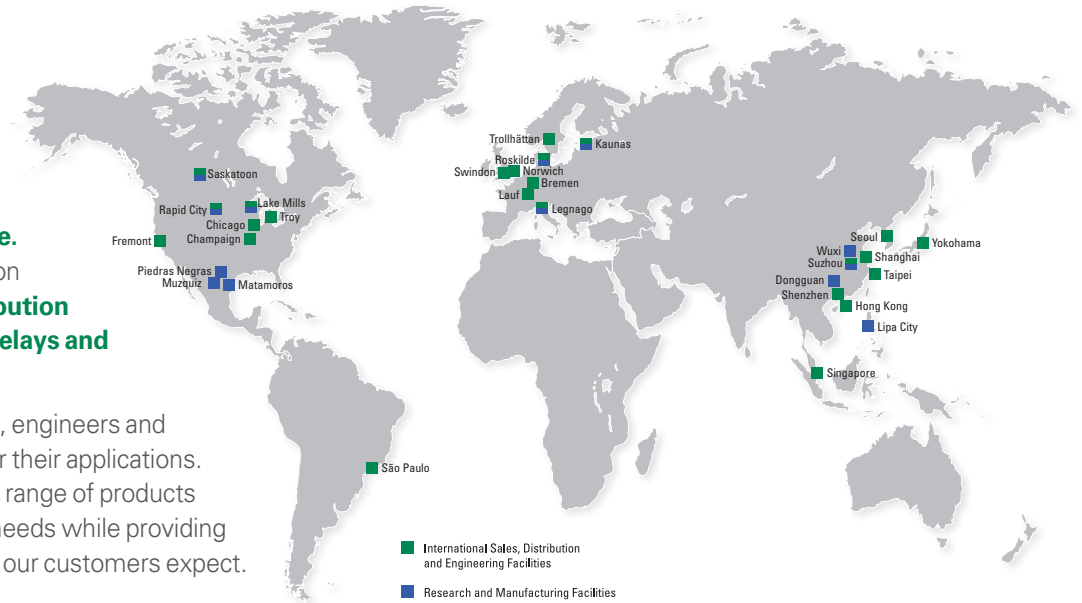 e.
on
bution
elays and
, engineers and
r their applications.
range of products
needs while providing
our customers expect.
Trollhättan
Kaunas
Roskilde
Swindon
Norwich
Bremen
Lauf
Legnago
Saskatoon
Rapid City
Lake Mills
Troy
Chicago
Fremont
Champaign
Piedras Negras
Muzquiz
Matamoros
Seoul
Yokohama
Wuxi
Shanghai
Suzhou
Taipei
Dongguan
Shenzhen
Hong Kong
Lipa City
Singapore
São Paulo
International Sales, Distribution
and Engineering Facilities
Research and Manufacturing Facilities